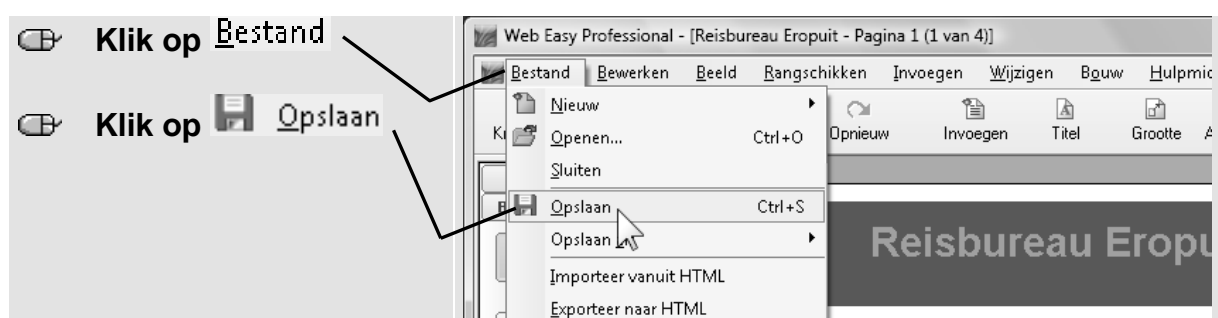 Klik op Bestand
Klik op Opslaan
Web Easy Professional - [Reisbureau Eropuit - Pagina 1 (1 van 4)]
Bestand Bewerken Beeld Rangschikken Invoegen Wijzigen Bouw Hulpmid
Nieuw
Opnieuw Invoegen Titel Grootte
Openen... Ctrl+O
Sluiten
Opslaan Ctrl+S
Opslaan
Reisbureau Eropu
Importeer vanuit HTML
Exporteer naar HTML